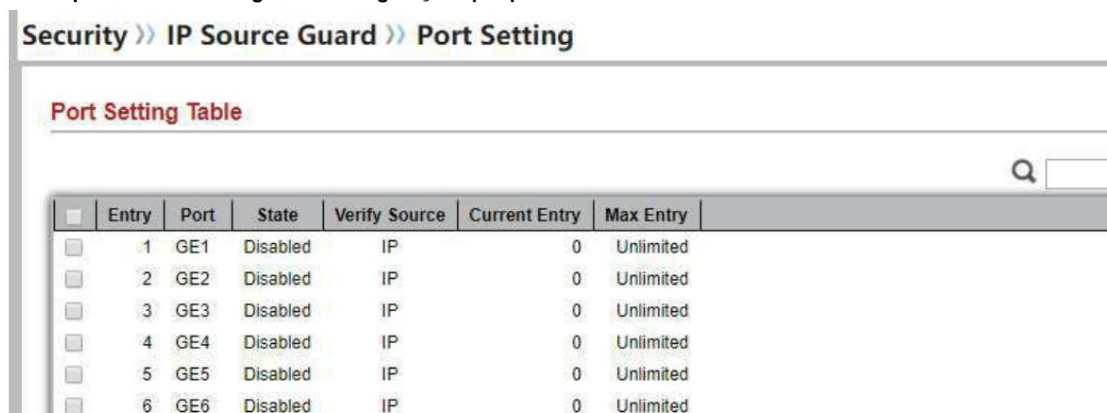 Security » IP Source Guard » Port Setting
Port Setting Table
Entry Port State Verify Source Current Entry Max Entry
1 GE1 Disabled IP 0 Unlimited
2 GE2 Disabled IP 0 Unlimited
3 GE3 Disabled IP 0 Unlimited
4 GE4 Disabled IP 0 Unlimited
5 GE5 Disabled IP 0 Unlimited
6 GE6 Disabled IP 0 Unlimited